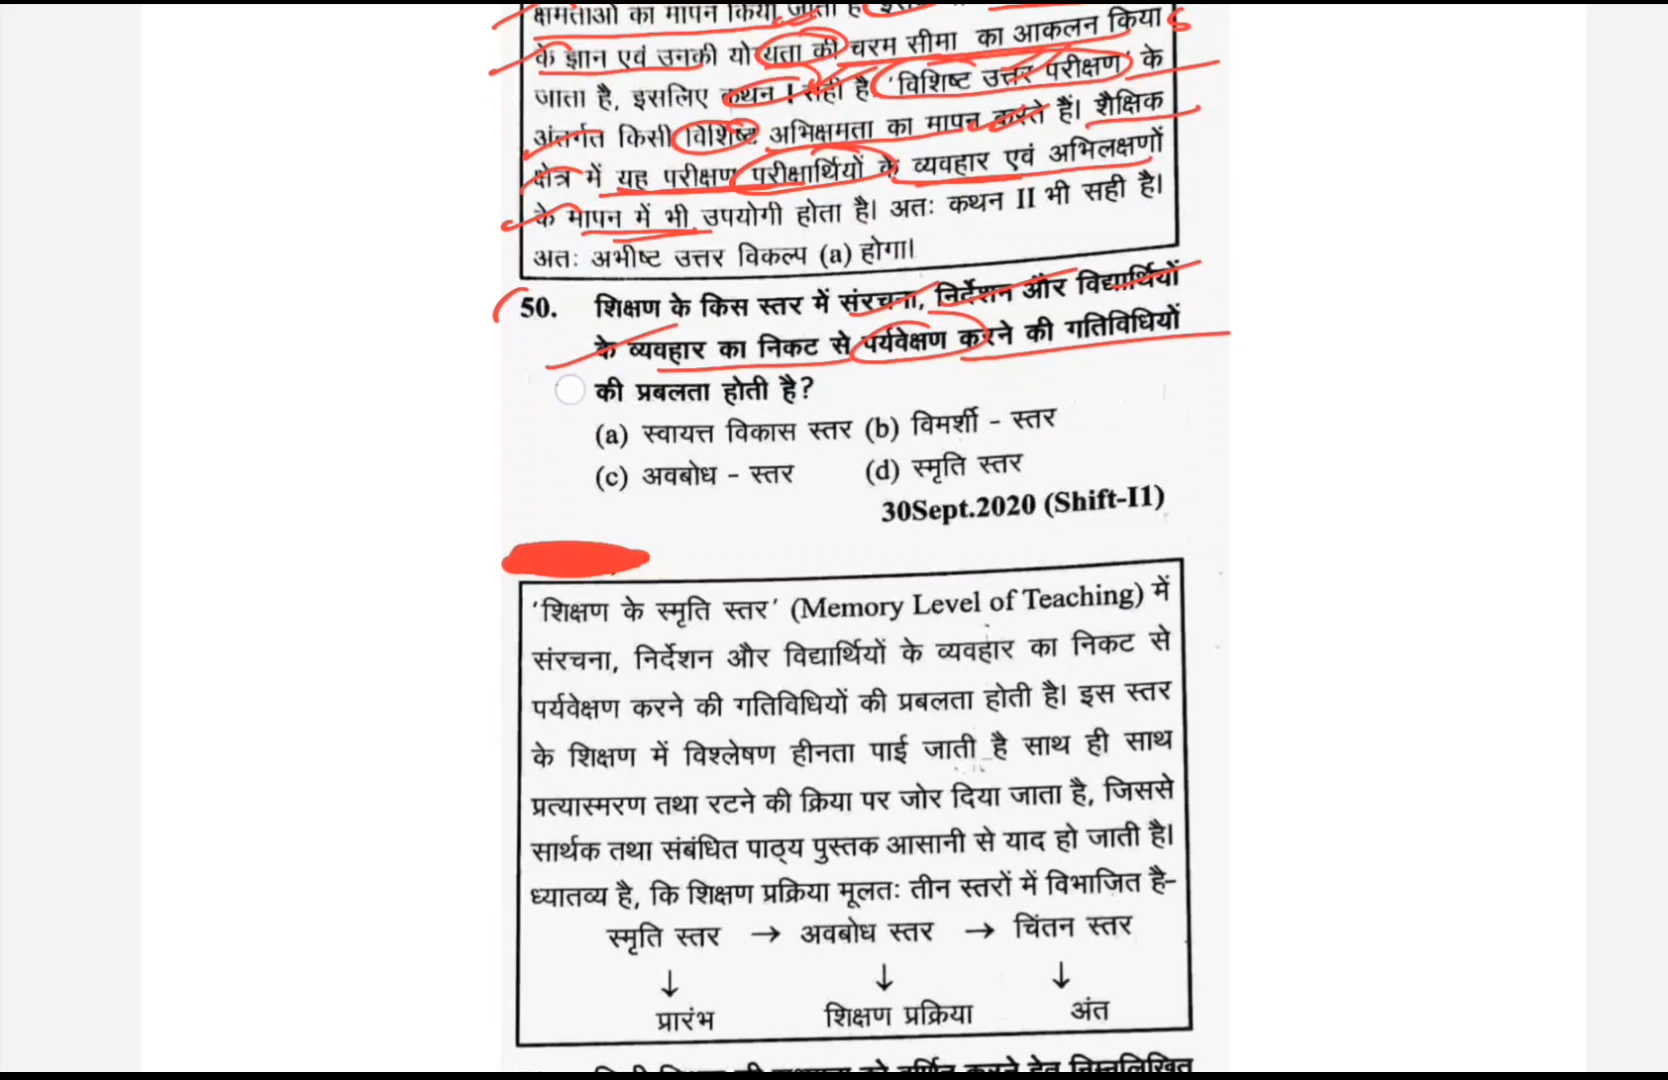 क्षमताओं का मापन किया जाता है
के ज्ञान एवं उनकी योग्यता की चरम सीमा का आकलन किया
जाता है, इसलिए कथन I सही है। 'विशिष्ट उत्तर परीक्षण' के
अंतर्गत किसी विशिष्ट अभिक्षमता का मापन करते हैं। शैक्षिक
क्षेत्र में यह परीक्षण परीक्षार्थियों के व्यवहार एवं अभिलक्षणों
के मापन में भी उपयोगी होता है। अतः कथन II भी सही है।
अतः अभीष्ट उत्तर विकल्प (a) होगा।
50. शिक्षण के किस स्तर में संरचना, निर्देशन और विद्यार्थियों
के व्यवहार का निकट से पर्यवेक्षण करने की गतिविधियों
की प्रबलता होती है?
(a) स्वायत्त विकास स्तर (b) विमर्शी - स्तर
(c) अवबोध - स्तर (d) स्मृति स्तर
30Sept.2020 (Shift-I1)
'शिक्षण के स्मृति स्तर' (Memory Level of Teaching) में
संरचना, निर्देशन और विद्यार्थियों के व्यवहार का निकट से
पर्यवेक्षण करने की गतिविधियों की प्रबलता होती है। इस स्तर
के शिक्षण में विश्लेषण हीनता पाई जाती है साथ ही साथ
प्रत्यास्मरण तथा रटने की क्रिया पर जोर दिया जाता है, जिससे
सार्थक तथा संबंधित पाठ्य पुस्तक आसानी से याद हो जाती है।
ध्यातव्य है, कि शिक्षण प्रक्रिया मूलतः तीन स्तरों में विभाजित है-
स्मृति स्तर → अवबोध स्तर → चिंतन स्तर
↓ ↓ ↓
प्रारंभ शिक्षण प्रक्रिया अंत